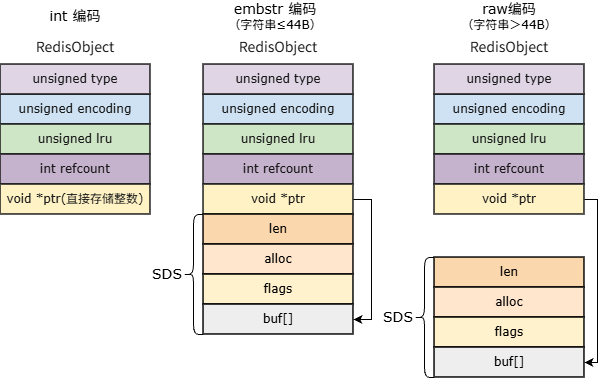 int 编码
RedisObject
unsigned type
unsigned encoding
unsigned lru
int refcount
void *ptr(直接存储整数)
embstr 编码
(字符串≤44B)
RedisObject
unsigned type
unsigned encoding
unsigned lru
int refcount
void *ptr
SDS
len
alloc
flags
buf[]
raw编码
(字符串＞44B)
RedisObject
unsigned type
unsigned encoding
unsigned lru
int refcount
void *ptr
SDS
len
alloc
flags
buf[]